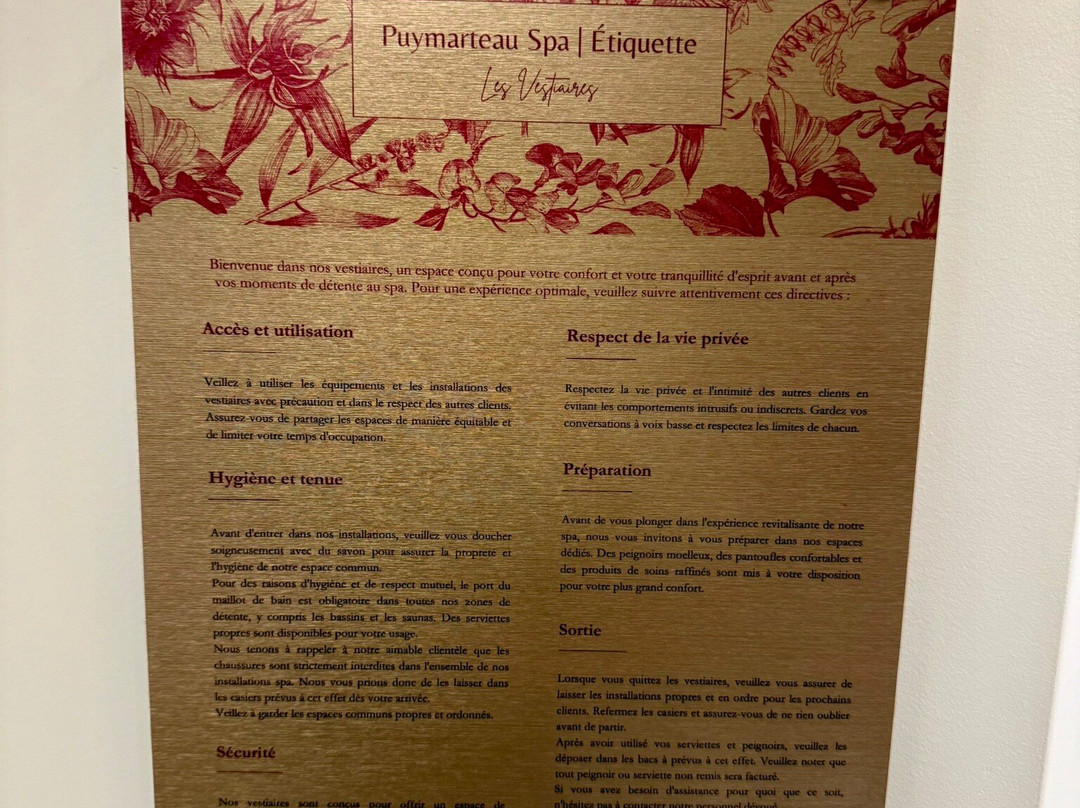 Puymarteau Spa | Étiquette
Les Vestiaires
Bienvenue dans nos vestiaires, un espace conçu pour votre confort et votre tranquillité d'esprit avant et après
vos moments de détente au spa. Pour une expérience optimale, veuillez suivre attentivement ces directives :
Accès et utilisation
Veillez à utiliser les équipements et les installations des
vestiaires avec précaution et dans le respect des autres clients.
Assurez-vous de partager les espaces de manière équitable et
de limiter votre temps d'occupation.
Hygiène et tenue
Avant d'entrer dans nos installations, veuillez vous doucher
soigneusement avec du savon pour assurer la propreté et
l'hygiène de notre espace commun.
Pour des raisons d'hygiène et de respect mutuel, le port du
maillot de bain est obligatoire dans toutes nos zones de
détente, y compris les bassins et les saunas. Des serviettes
propres sont disponibles pour votre usage.
Nous tenons à rappeler à notre aimable clientèle que les
chaussures sont strictement interdites dans l'ensemble de nos
installations spa. Nous vous prions donc de les laisser dans
les casiers prévus à cet effet dès votre arrivée.
Veillez à garder les espaces communs propres et ordonnés.
Sécurité
Nos vestiaires sont conçus pour offrir un espace de
Respect de la vie privée
Respectez la vie privée et l'intimité des autres clients en
évitant les comportements intrusifs ou indiscrets. Gardez vos
conversations à voix basse et respectez les limites de chacun.
Préparation
Avant de vous plonger dans l'expérience revitalisante de notre
spa, nous vous invitons à vous préparer dans nos espaces
dédiés. Des peignoirs moelleux, des pantoufles confortables et
des produits de soins raffinés sont mis à votre disposition
pour votre plus grand confort.
Sortie
Lorsque vous quittez les vestiaires, veuillez vous assurer de
laisser les installations propres et en ordre pour les prochains
clients. Refermez les casiers et assurez-vous de ne rien oublier
avant de partir.
Après avoir utilisé vos serviettes et peignoirs, veuillez les
déposer dans les bacs à prévus à cet effet. Veuillez noter que
tout peignoir ou serviette non remis sera facturé.
Si vous avez besoin d'assistance pour quoi que ce soit,
n'hésitez pas à contacter notre personnel dévoué